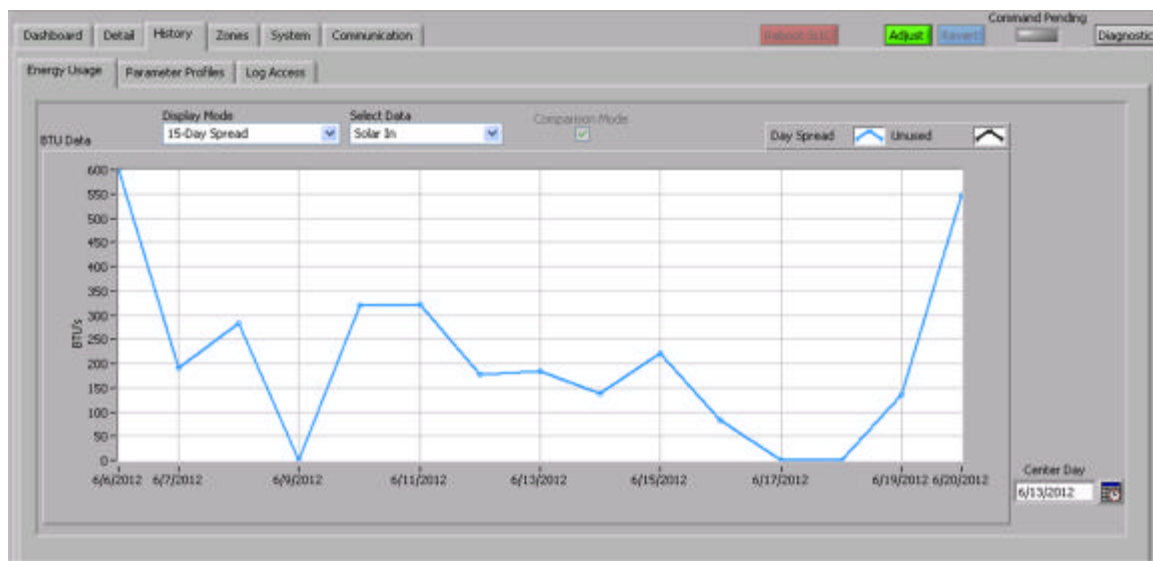 Command Pending
Dashboard Detail History Zones System Communication Adjust Revert Diagnostic
Energy Usage Parameter Profiles Log Access
Display Mode Select Data Comparison Mode
15-Day Spread Solar In Day Spread Unused
BTU Data
600
550
500
450
400
350
300
250
200
150
100
50
0
BTU's
6/6/2012 6/7/2012 6/9/2012 6/11/2012 6/13/2012 6/15/2012 6/17/2012 6/19/2012 6/20/2012
Center Day
6/13/2012